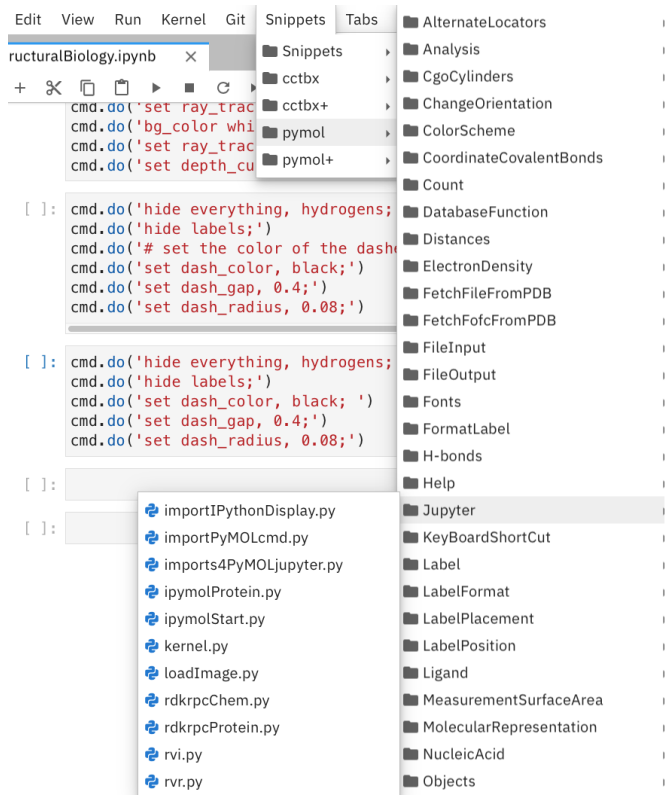 Edit View Run Kernel Git Snippets Tabs
ructuralBiology.ipynb
Snippets
cctbx
cctbx+
pymol
pymol+
cmd.do('set ray_trac
cmd.do('bg_color whi
cmd.do('set ray_trac
cmd.do('set depth_cu
[ ]: cmd.do('hide everything, hydrogens;
cmd.do('hide labels;')
cmd.do('# set the color of the dashe
cmd.do('set dash_color, black;')
cmd.do('set dash_gap, 0.4;')
cmd.do('set dash_radius, 0.08;')
[ ]: cmd.do('hide everything, hydrogens;
cmd.do('hide labels;')
cmd.do('set dash_color, black; ')
cmd.do('set dash_gap, 0.4;')
cmd.do('set dash_radius, 0.08;')
[ ]:
[ ]:
AlternateLocators
Analysis
CgoCylinders
ChangeOrientation
ColorScheme
CoordinateCovalentBonds
Count
DatabaseFunction
Distances
ElectronDensity
FetchFileFromPDB
FetchFofcFromPDB
FileInput
FileOutput
Fonts
FormatLabel
H-bonds
Help
Jupyter
KeyBoardShortCut
Label
LabelFormat
LabelPlacement
LabelPosition
Ligand
MeasurementSurfaceArea
MolecularRepresentation
NucleicAcid
Objects
importIPythonDisplay.py
importPyMOLcmd.py
imports4PyMOLjupyter.py
ipymolProtein.py
ipymolStart.py
kernel.py
loadImage.py
rdkrpcChem.py
rdkrpcProtein.py
rvi.py
rvr.py